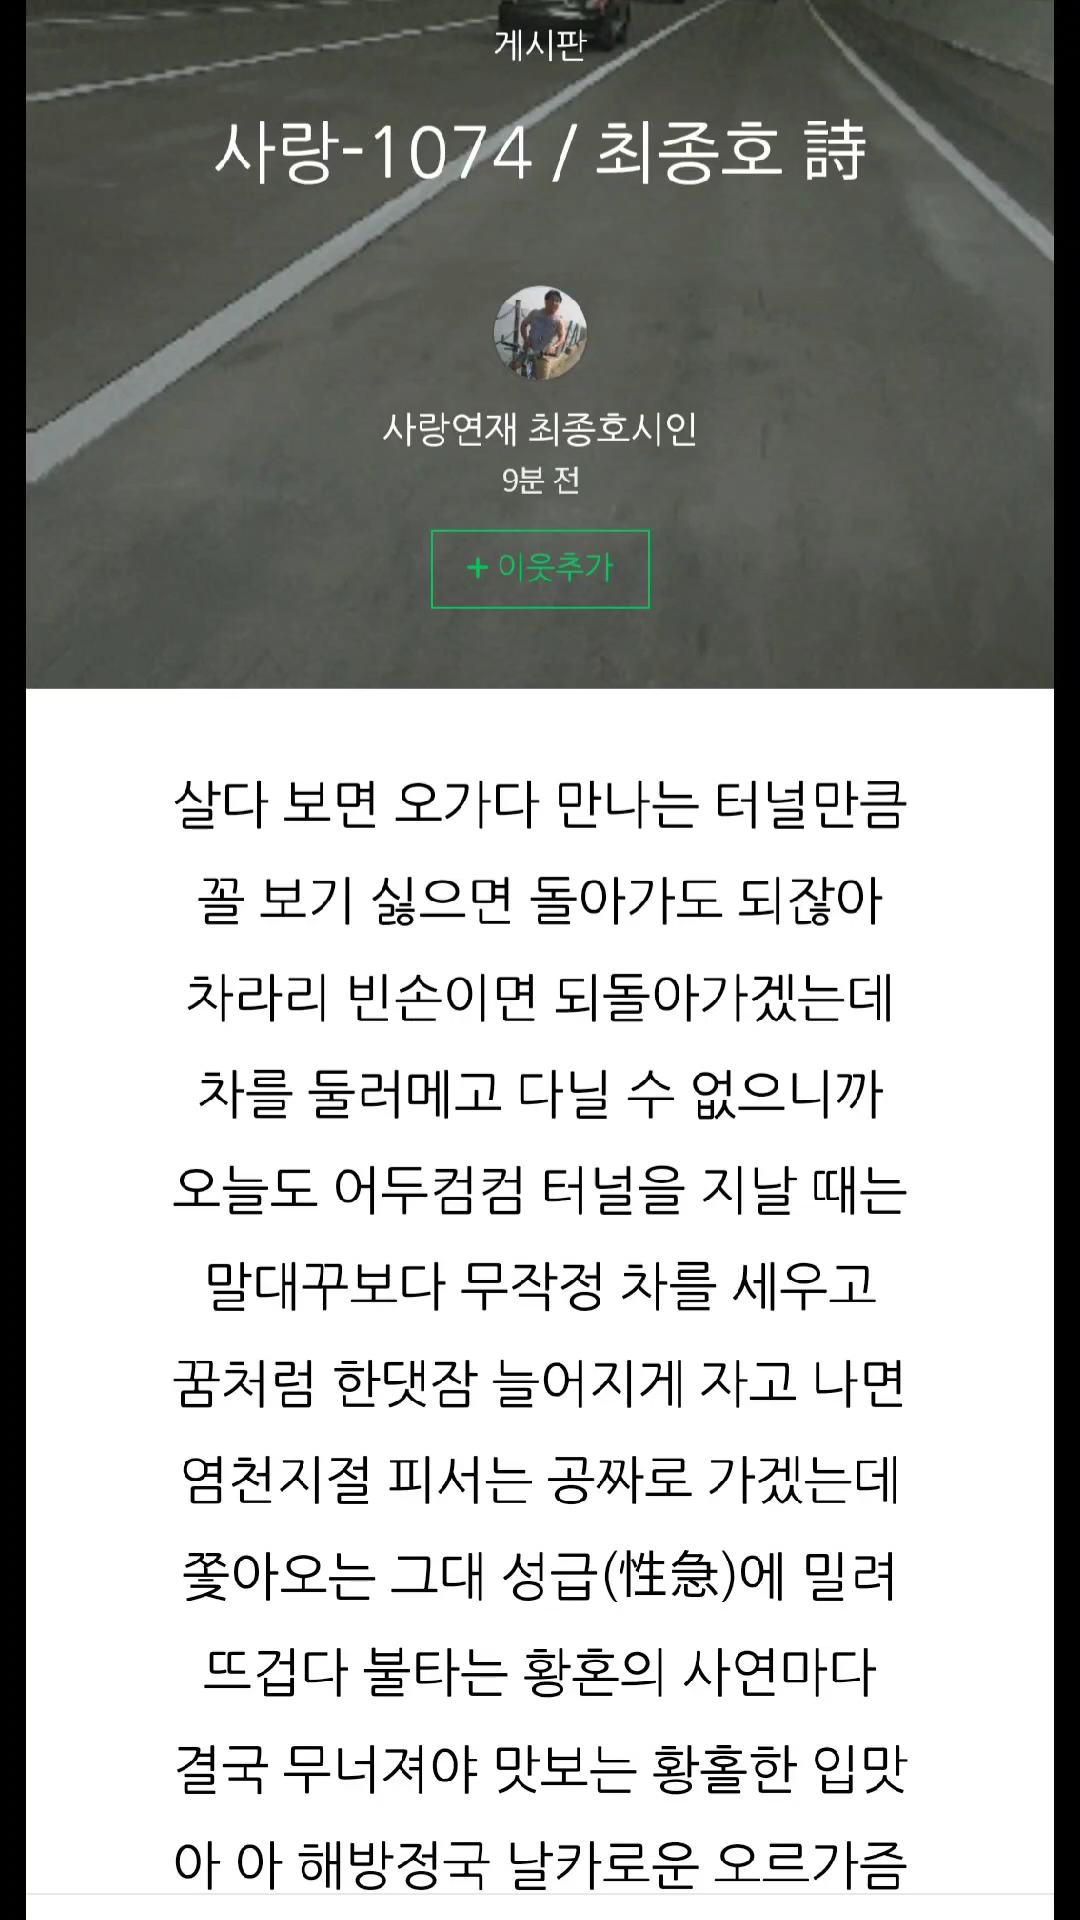 게시판
사랑-1074 / 최종호 詩
사랑연재 최종호시인
9분 전
+ 이웃추가
살다 보면 오가다 만나는 터널만큼
꼴 보기 싫으면 돌아가도 되잖아
차라리 빈손이면 되돌아가겠는데
차를 둘러메고 다닐 수 없으니까
오늘도 어두컴컴 터널을 지날 때는
말대꾸보다 무작정 차를 세우고
꿈처럼 한댓잠 늘어지게 자고 나면
염천지절 피서는 공짜로 가겠는데
쫓아오는 그대 성급(性急)에 밀려
뜨겁다 불타는 황혼의 사연마다
결국 무너져야 맛보는 황홀한 입맛
아 아 해방정국 날카로운 오르가즘